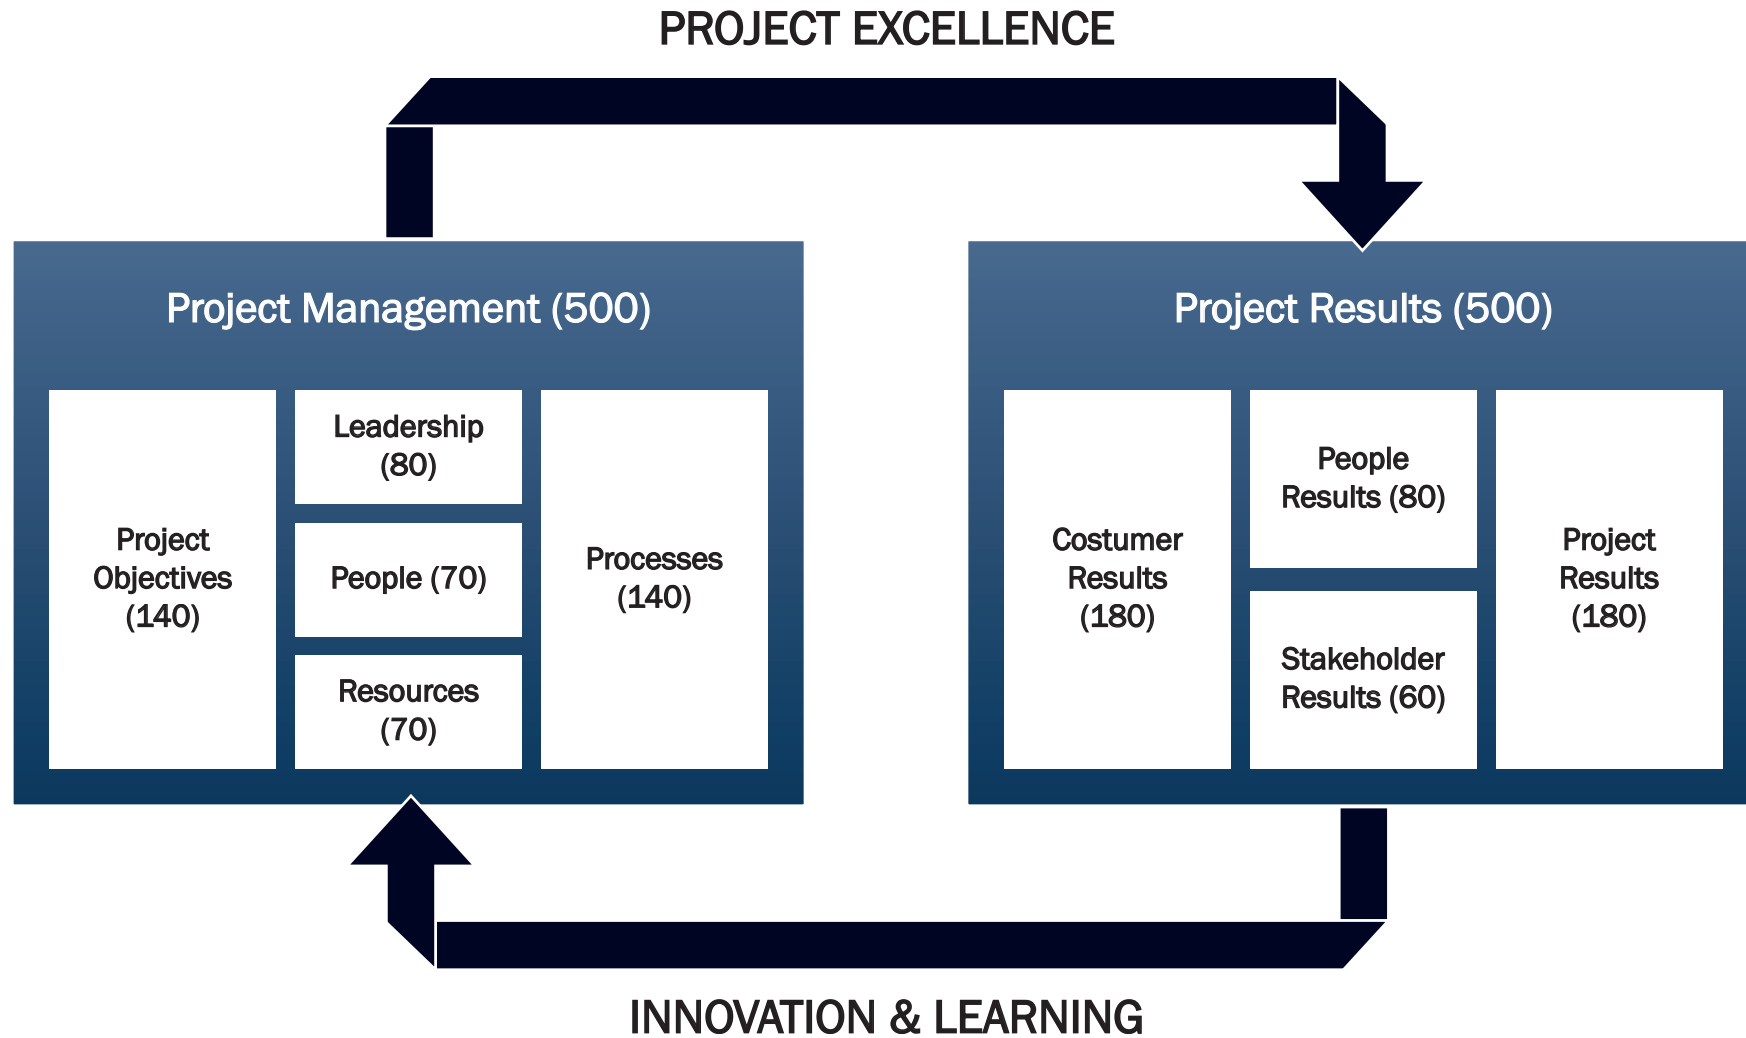 PROJECT EXCELLENCE
Project Management (500)
Project
Objectives
(140)
Leadership
(80)
People (70)
Resources
(70)
Processes
(140)
Project Results (500)
Costumer
Results
(180)
People
Results (80)
Stakeholder
Results (60)
Project
Results
(180)
INNOVATION & LEARNING